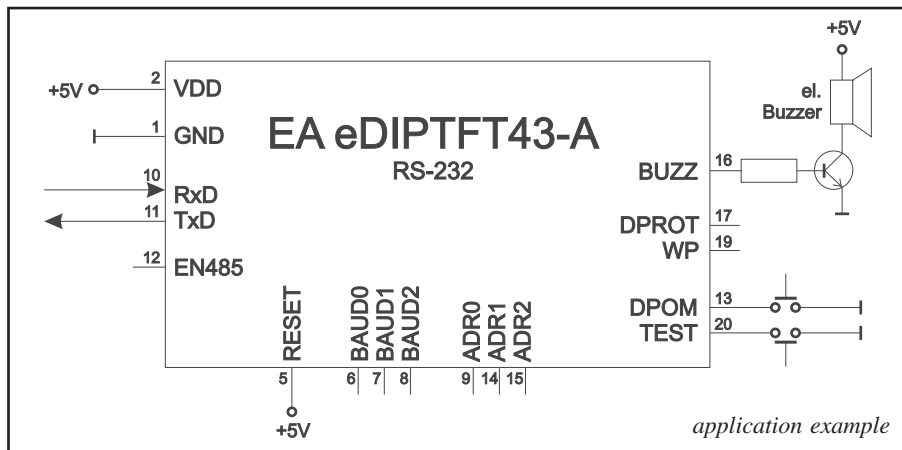 +5V
2
VDD
+5V
el.
Buzzer
1
GND
EA eDIPTFT43-A
RS-232
BUZZ
16
10
RxD
11
TxD
DPROT
17
WP
19
12
EN485
DPOM
13
TEST
20
RESET
BAUD0
BAUD1
BAUD2
ADR0
ADR1
ADR2
5
6
7
8
9
14
15
+5V
application example